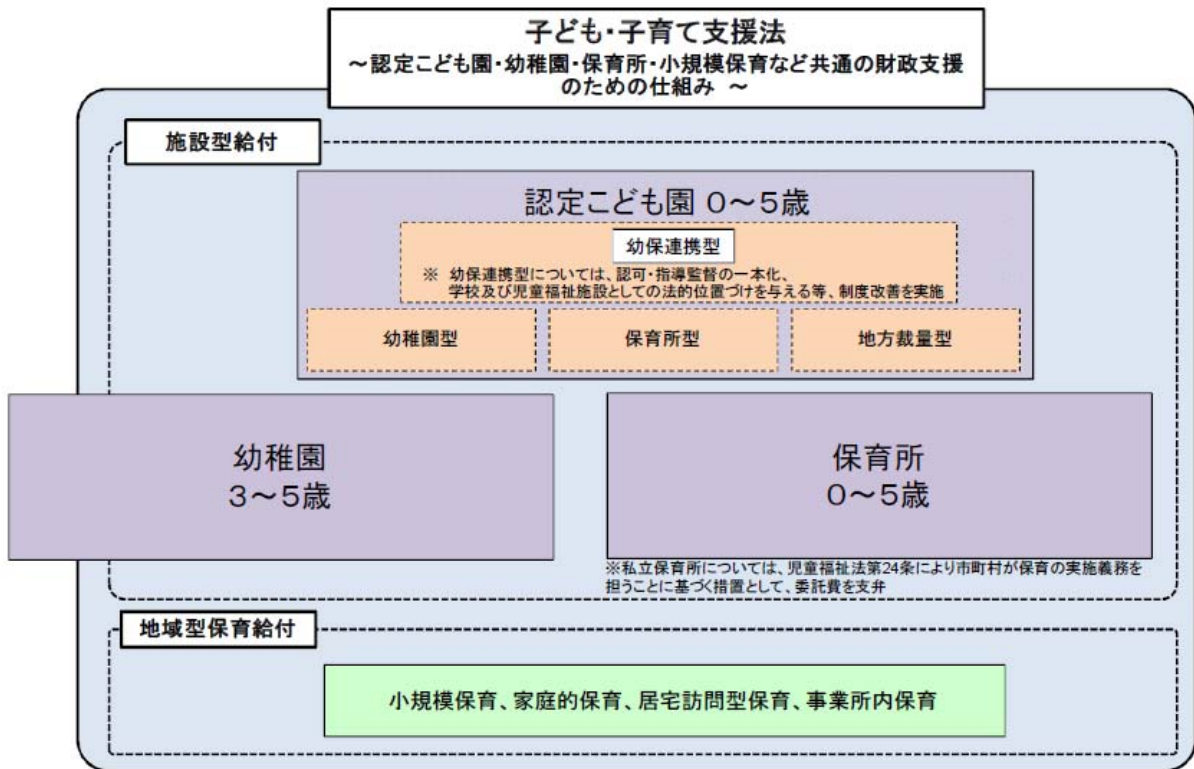 子ども・子育て支援法
～認定こども園・幼稚園・保育所・小規模保育など共通の財政支援
のための仕組み ～
施設型給付
認定こども園 ０～５歳
幼保連携型
※ 幼保連携型については、認可・指導監督の一本化、
学校及び児童福祉施設としての法的位置づけを与える等、制度改善を実施
幼稚園型
保育所型
地方裁量型
幼稚園
３～５歳
保育所
０～５歳
※私立保育所については、児童福祉法第24条により市町村が保育の実施義務を
担うことに基づく措置として、委託費を支弁
地域型保育給付
小規模保育、家庭的保育、居宅訪問型保育、事業所内保育